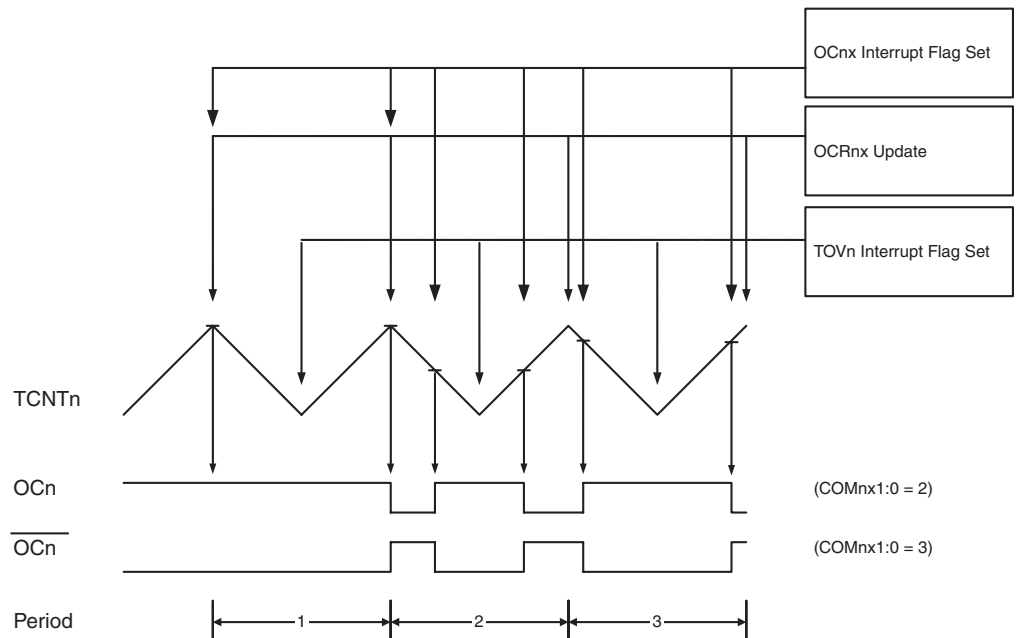 OCnx Interrupt Flag Set
OCRnx Update
TOVn Interrupt Flag Set
TCNTn
OCn
(COMnx1:0 = 2)
OCn
(COMnx1:0 = 3)
Period
1
2
3